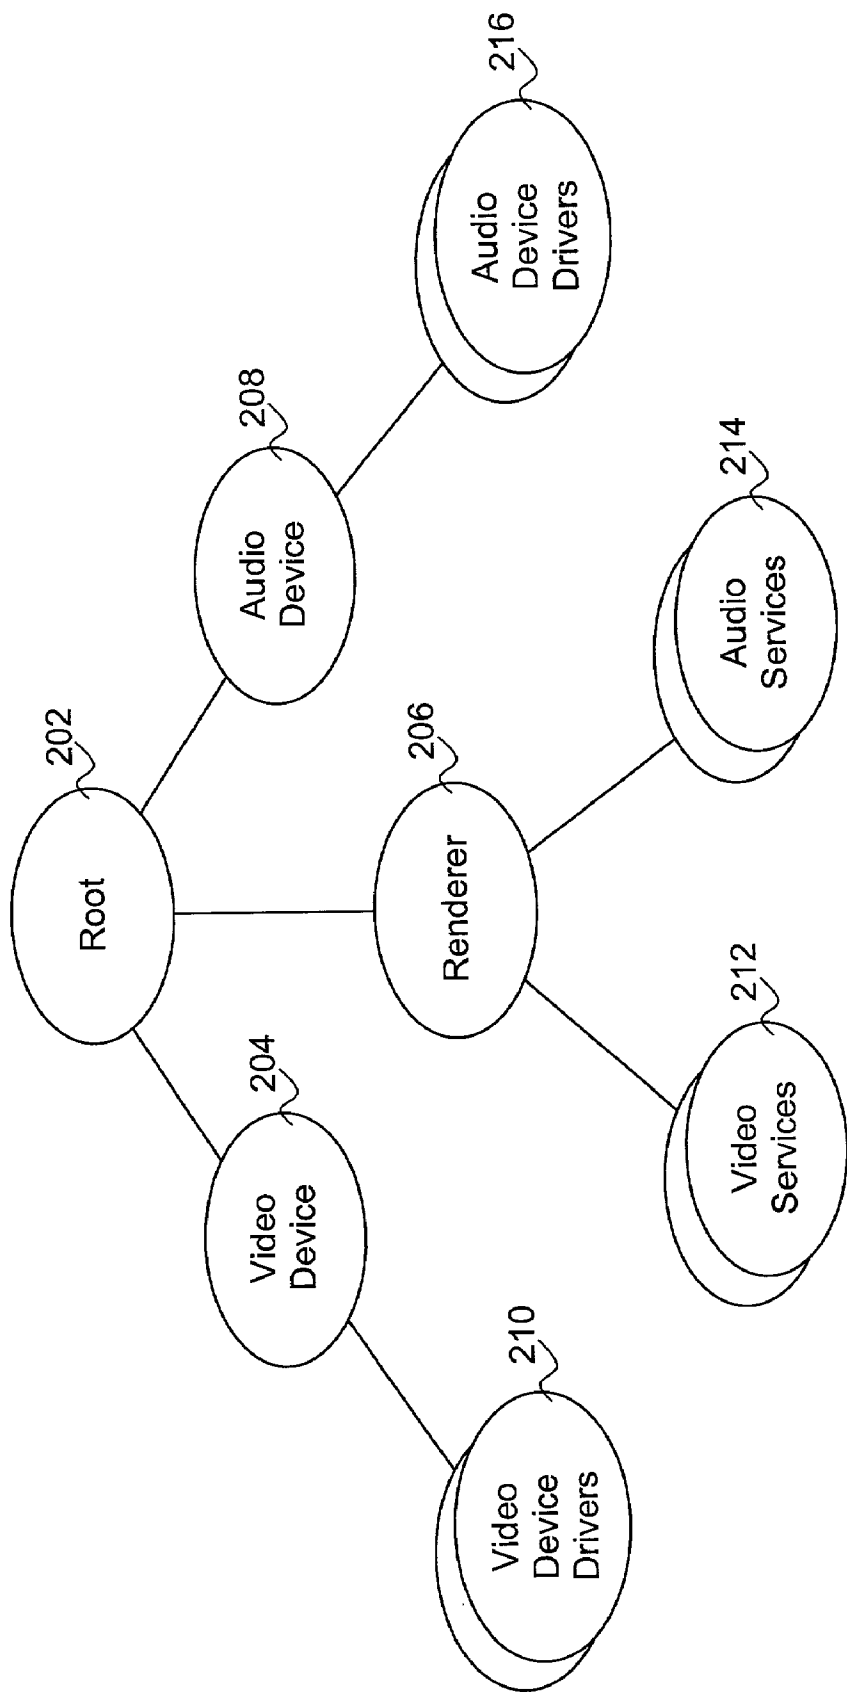 202
Root
204
Video
Device
208
Audio
Device
206
Renderer
210
Video
Device
Drivers
216
Audio
Device
Drivers
212
Video
Services
214
Audio
Services